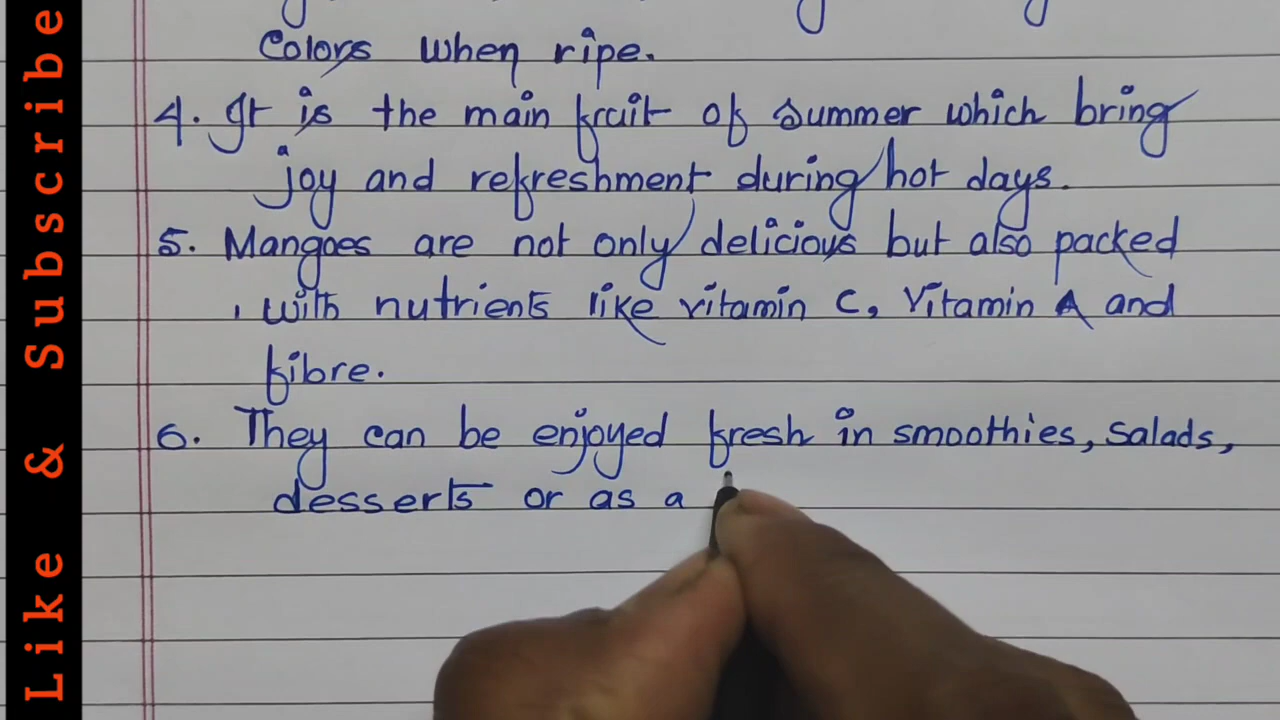 colors when ripe.
4. It is the main fruit of summer which bring
joy and refreshment during hot days.
5. Mangoes are not only delicious but also packed
with nutrients like vitamin C, Vitamin A and
fibre.
6. They can be enjoyed fresh in smoothies, salads,
desserts or as a
Like & Subscribe